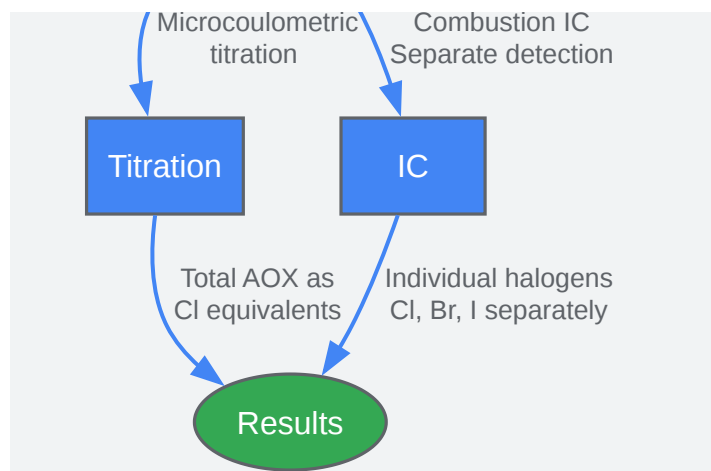 Microcoulometric
titration
Combustion IC
Separate detection
Titration
IC
Total AOX as
Cl equivalents
Individual halogens
Cl, Br, I separately
Results